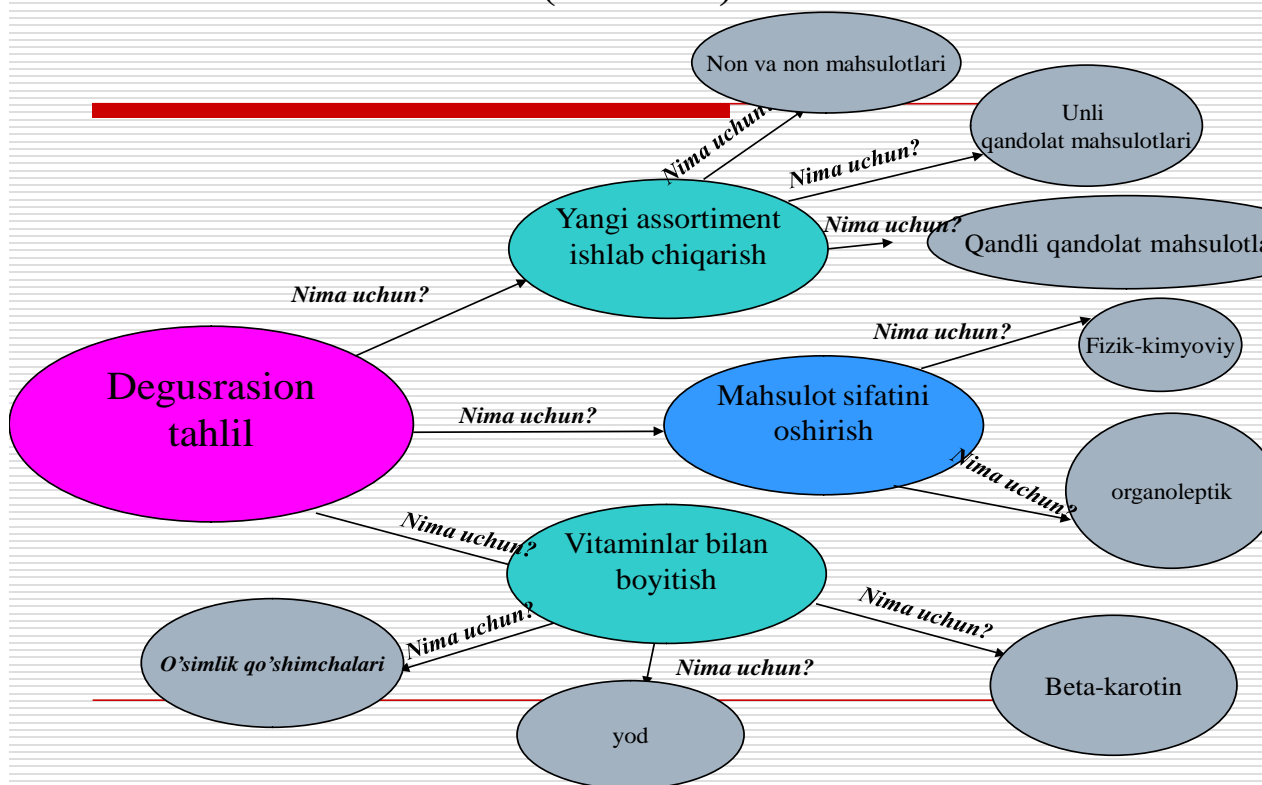 Non va non mahsulotlari
Nima uchun?
Unli
qandolat mahsulotlari
Nima uchun?
Yangi assortiment
ishlab chiqarish
Nima uchun?
Qandli qandolat mahsulotla
Nima uchun?
Nima uchun?
Fizik-kimyoviy
Degusrasion
tahlil
Nima uchun?
Mahsulot sifatini
oshirish
Nima uchun?
organoleptik
Nima uchun?
Vitaminlar bilan
boyitish
Nima uchun?
Nima uchun?
O’simlik qo’shimchalari
Nima uchun?
Beta-karotin
yod